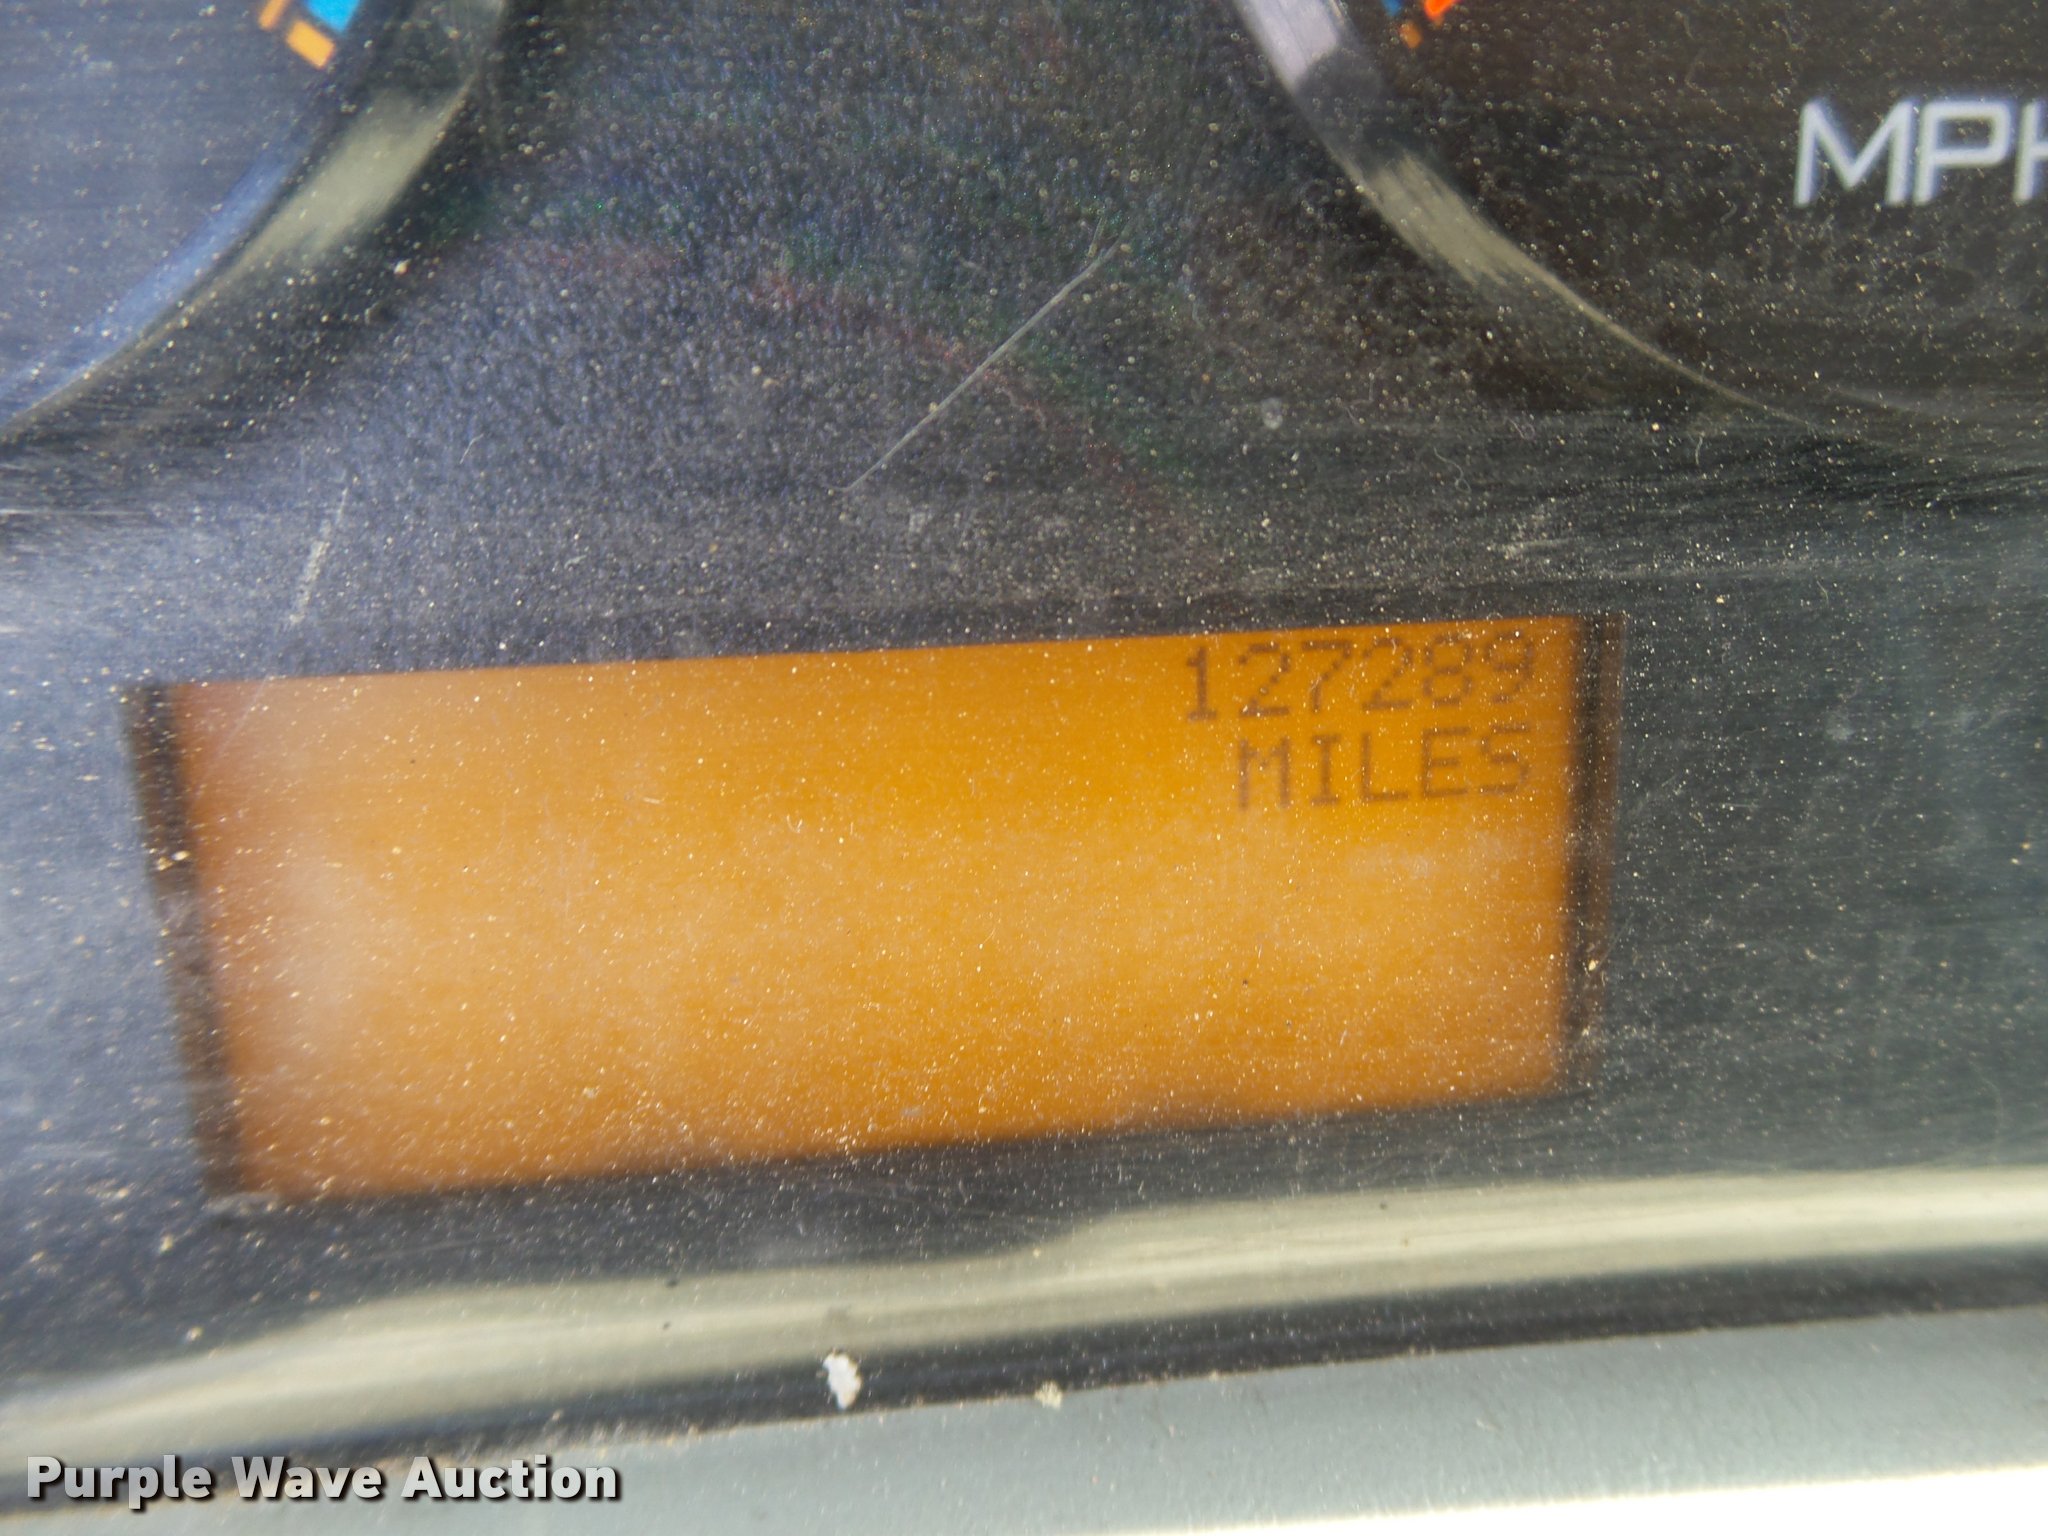 MPH
127289
MILES
Purple Wave Auction